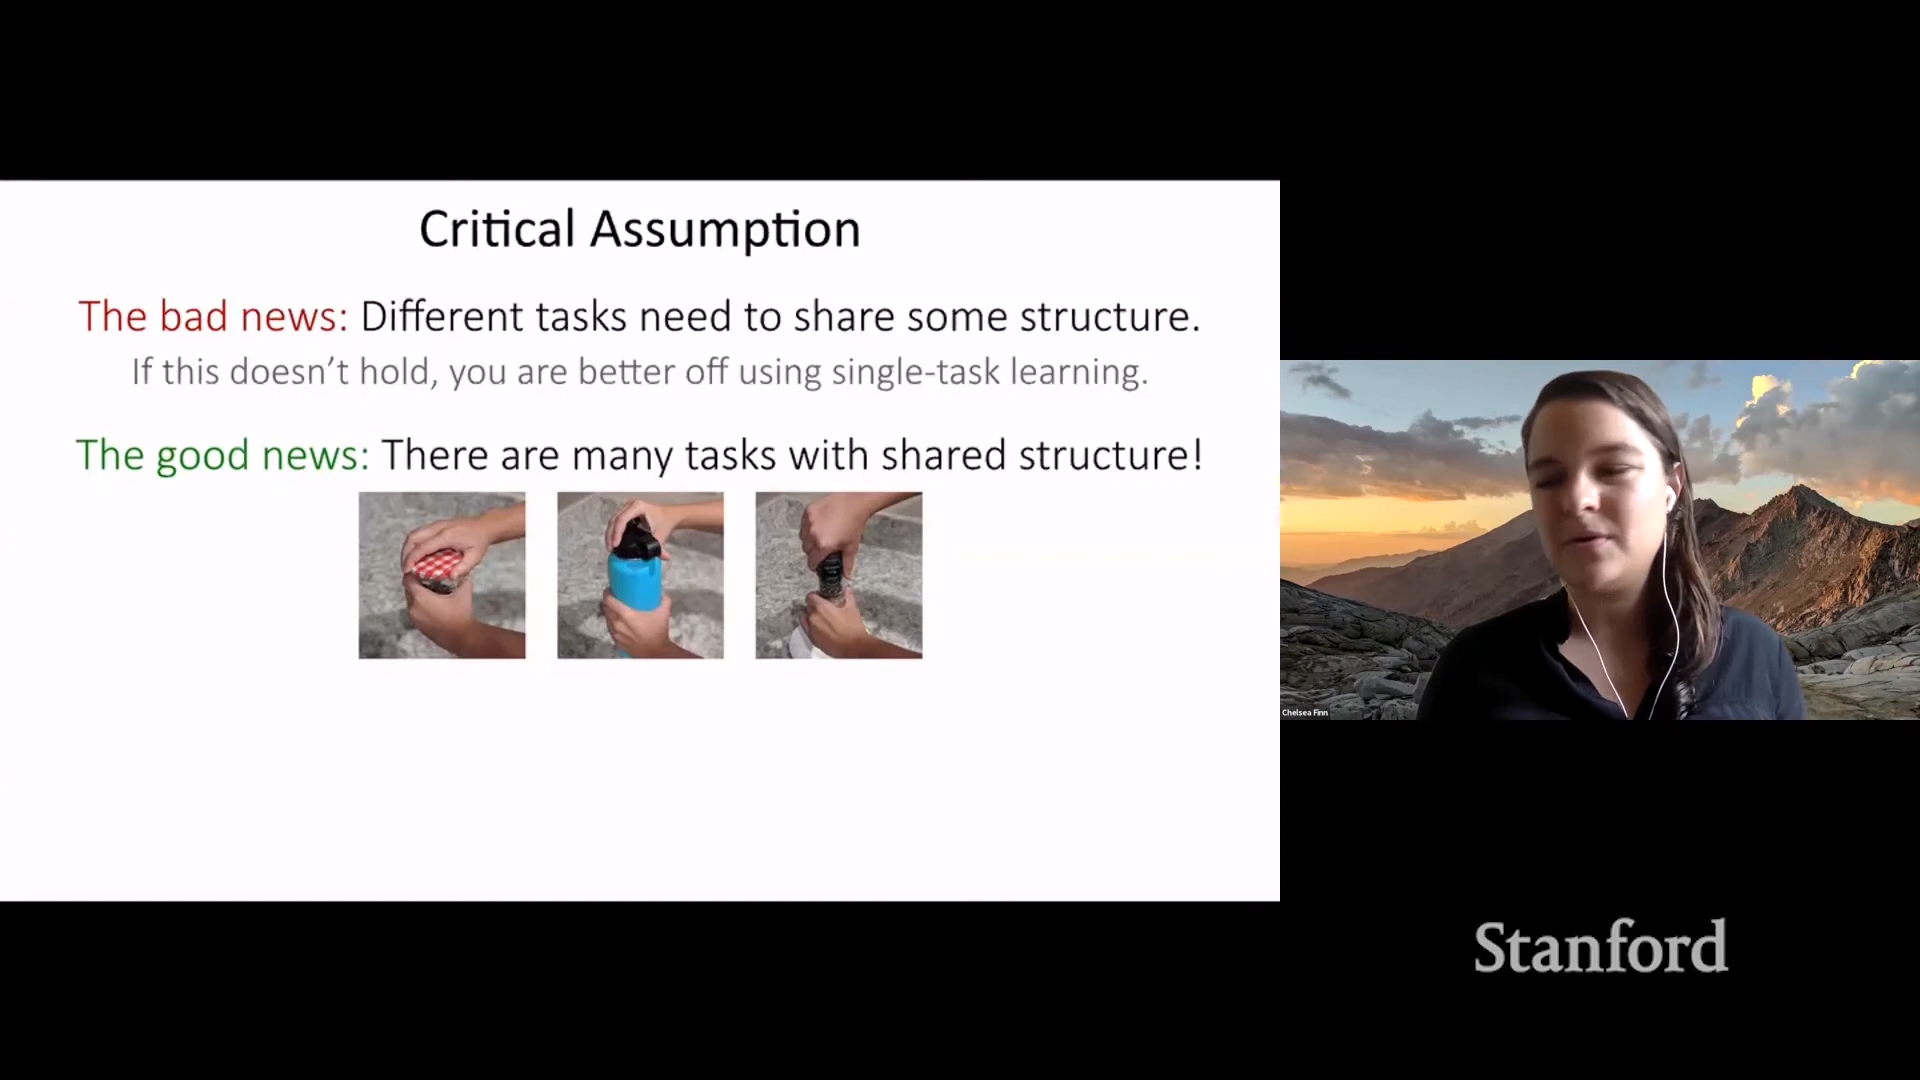 Critical Assumption
The bad news: Different tasks need to share some structure.
If this doesn't hold, you are better off using single-task learning.
The good news: There are many tasks with shared structure!
Chelsea Finn
Stanford